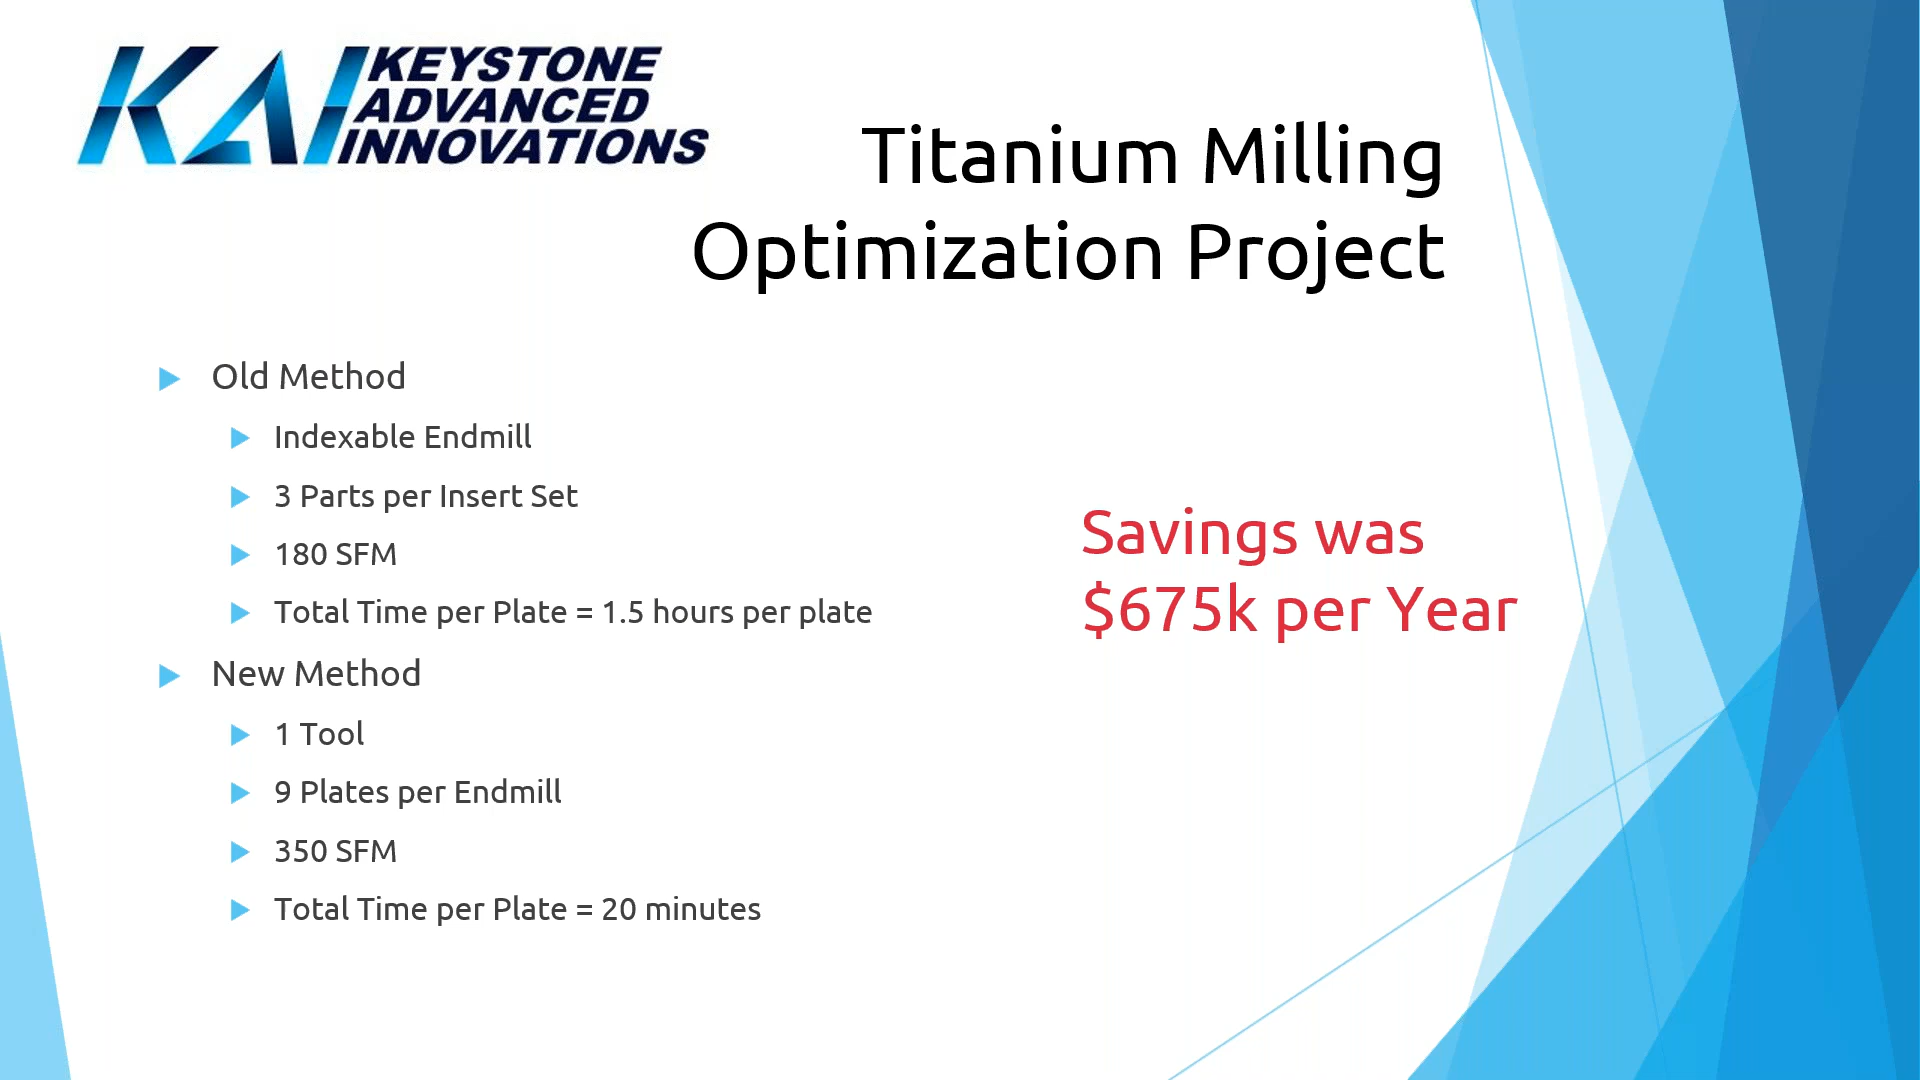 KAI KEYSTONE
ADVANCED
INNOVATIONS
Titanium Milling
Optimization Project
Old Method
Indexable Endmill
3 Parts per Insert Set
180 SFM
Total Time per Plate = 1.5 hours per plate
New Method
1 Tool
9 Plates per Endmill
350 SFM
Total Time per Plate = 20 minutes
Savings was
$675k per Year